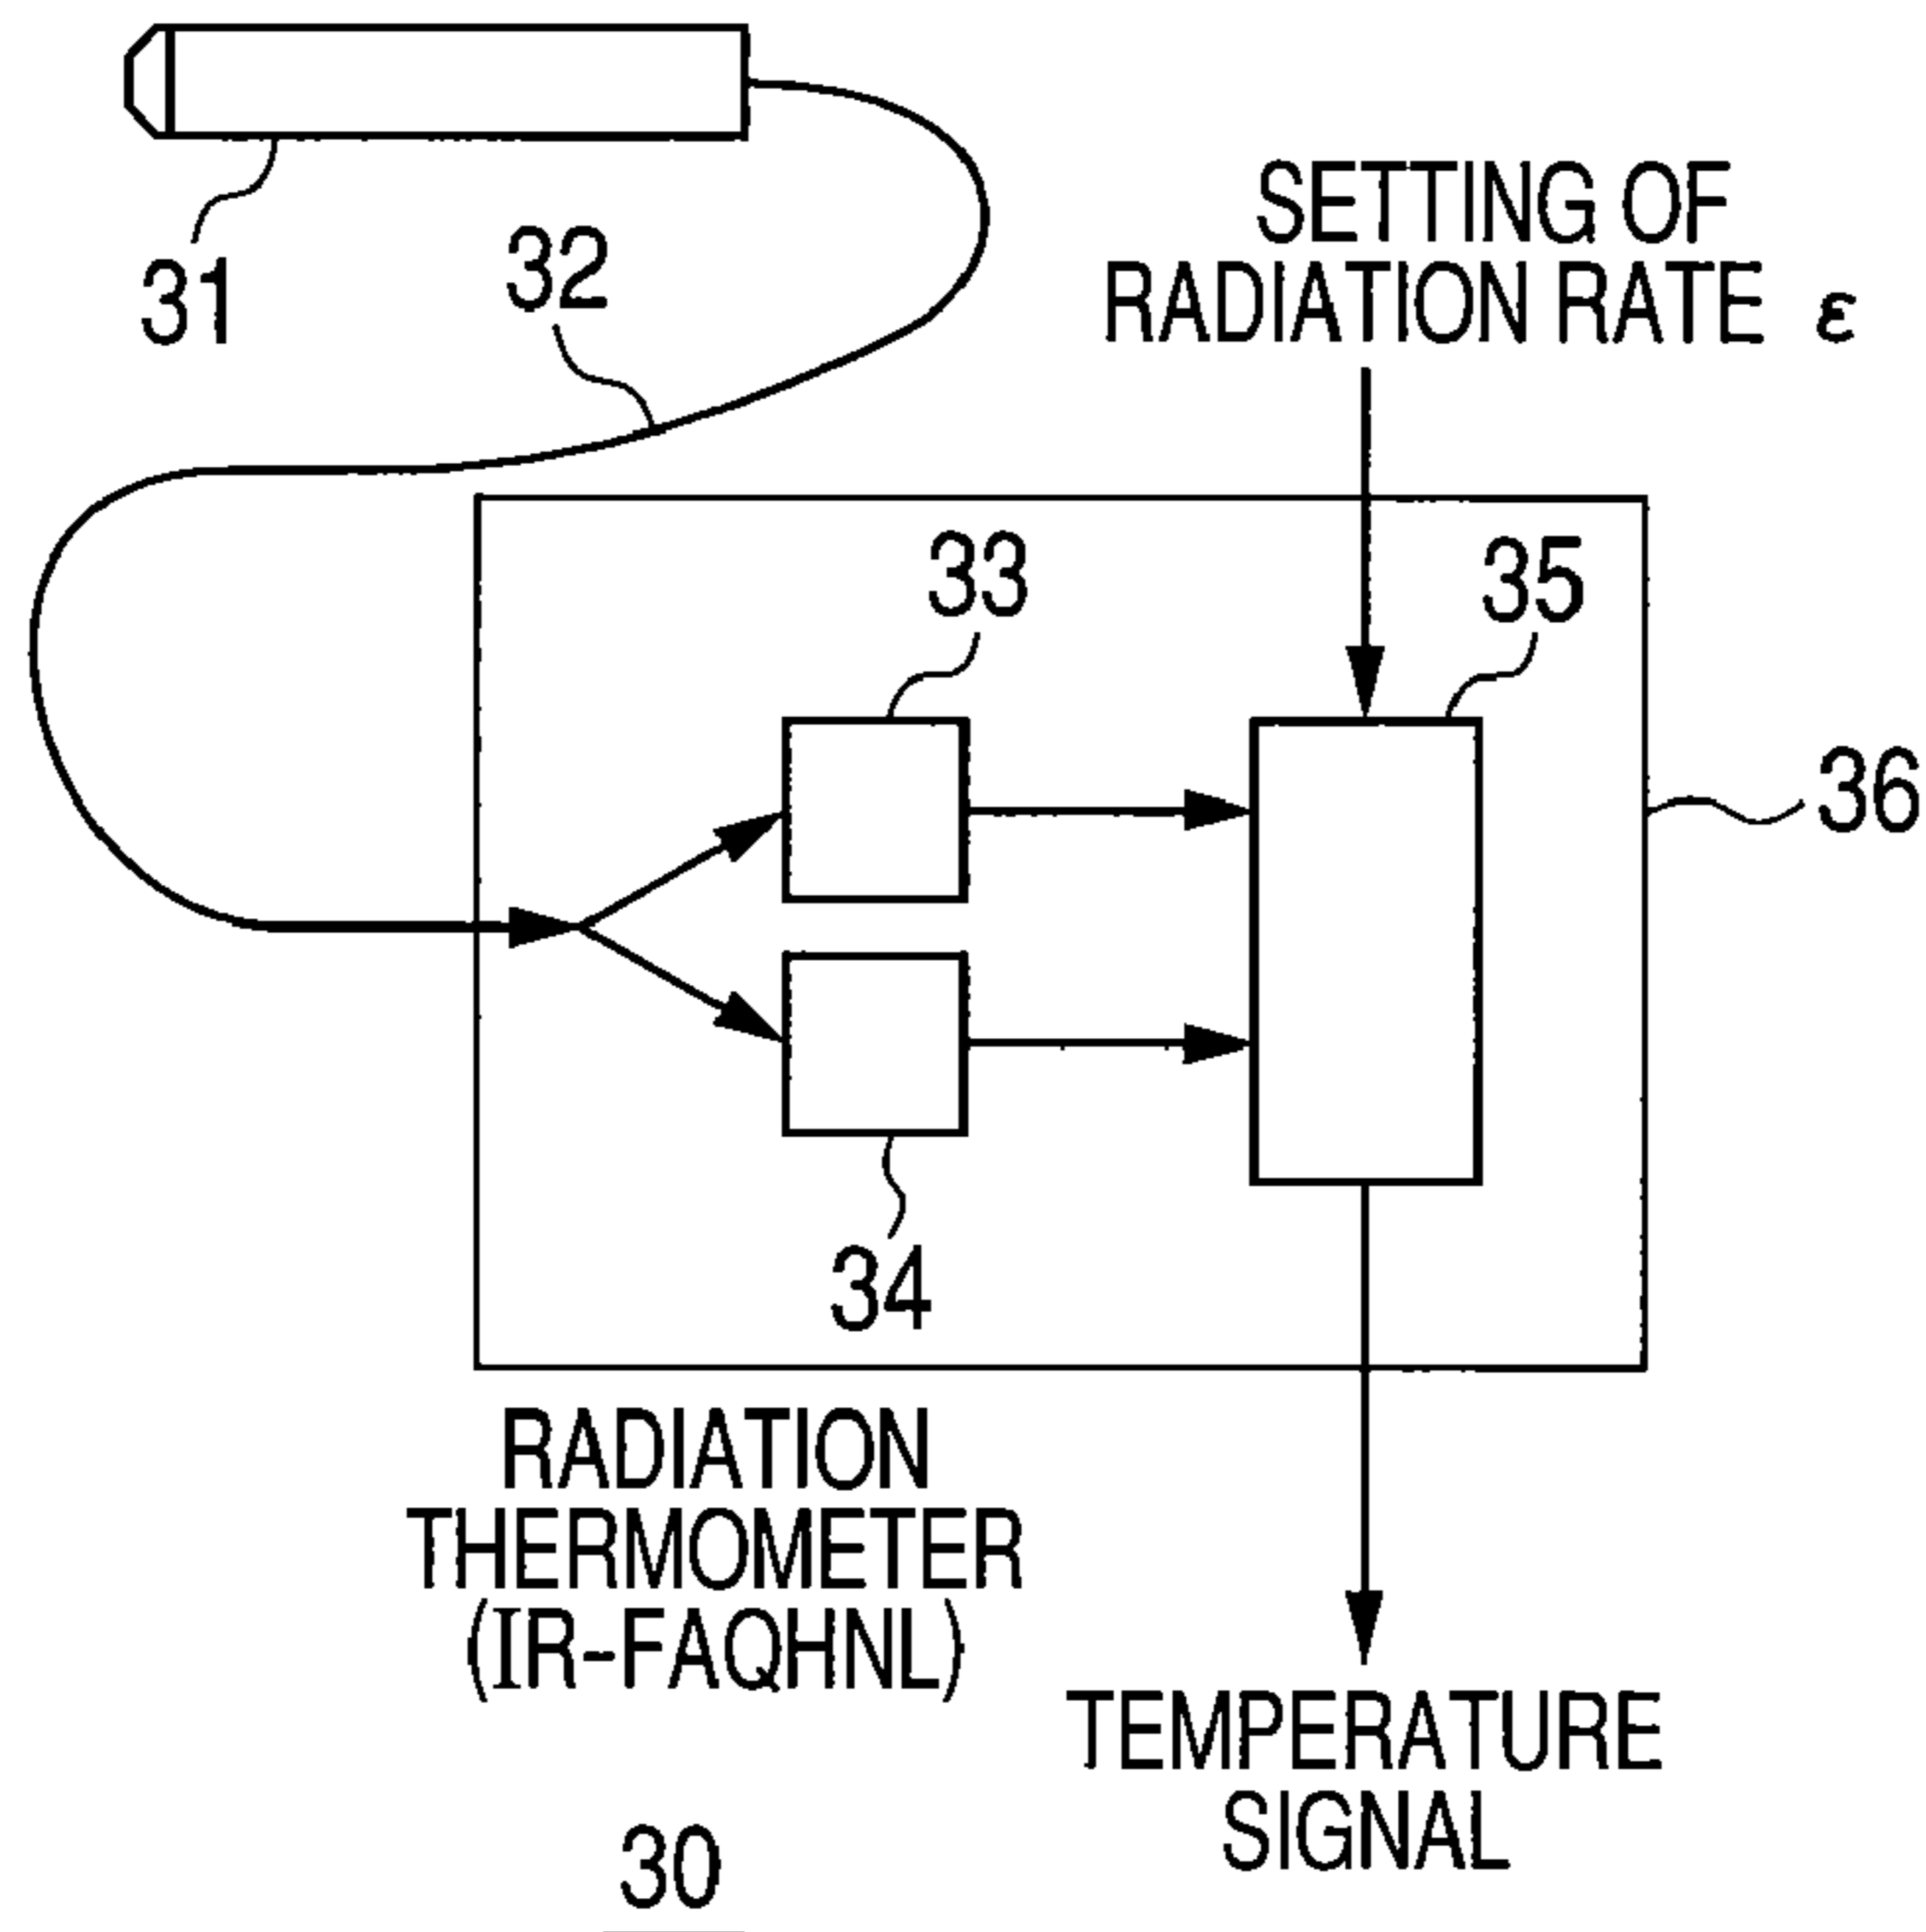 31
32
SETTING OF
RADIATION RATE ε
33
35
36
34
RADIATION
THERMOMETER
(IR-FAQHNL)
TEMPERATURE
SIGNAL
30